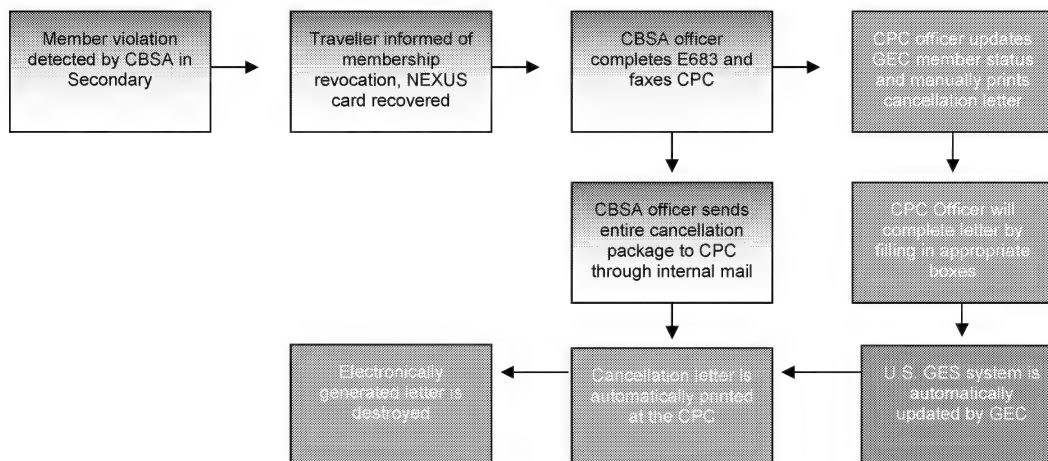 Member violation
detected by CBSA in
Secondary
Traveller informed of
membership
revocation, NEXUS
card recovered
CBSA officer
completes E683 and
faxes CPC
CPC officer updates
GEC member status
and manually prints
cancellation letter
CBSA officer sends
entire cancellation
package to CPC
through internal mail
CPC Officer will
complete letter by
filling in appropriate
boxes
Electronically
generated letter is
destroyed
Cancellation letter is
automatically printed
at the CPC
U.S. GES system is
automatically
updated by GEC